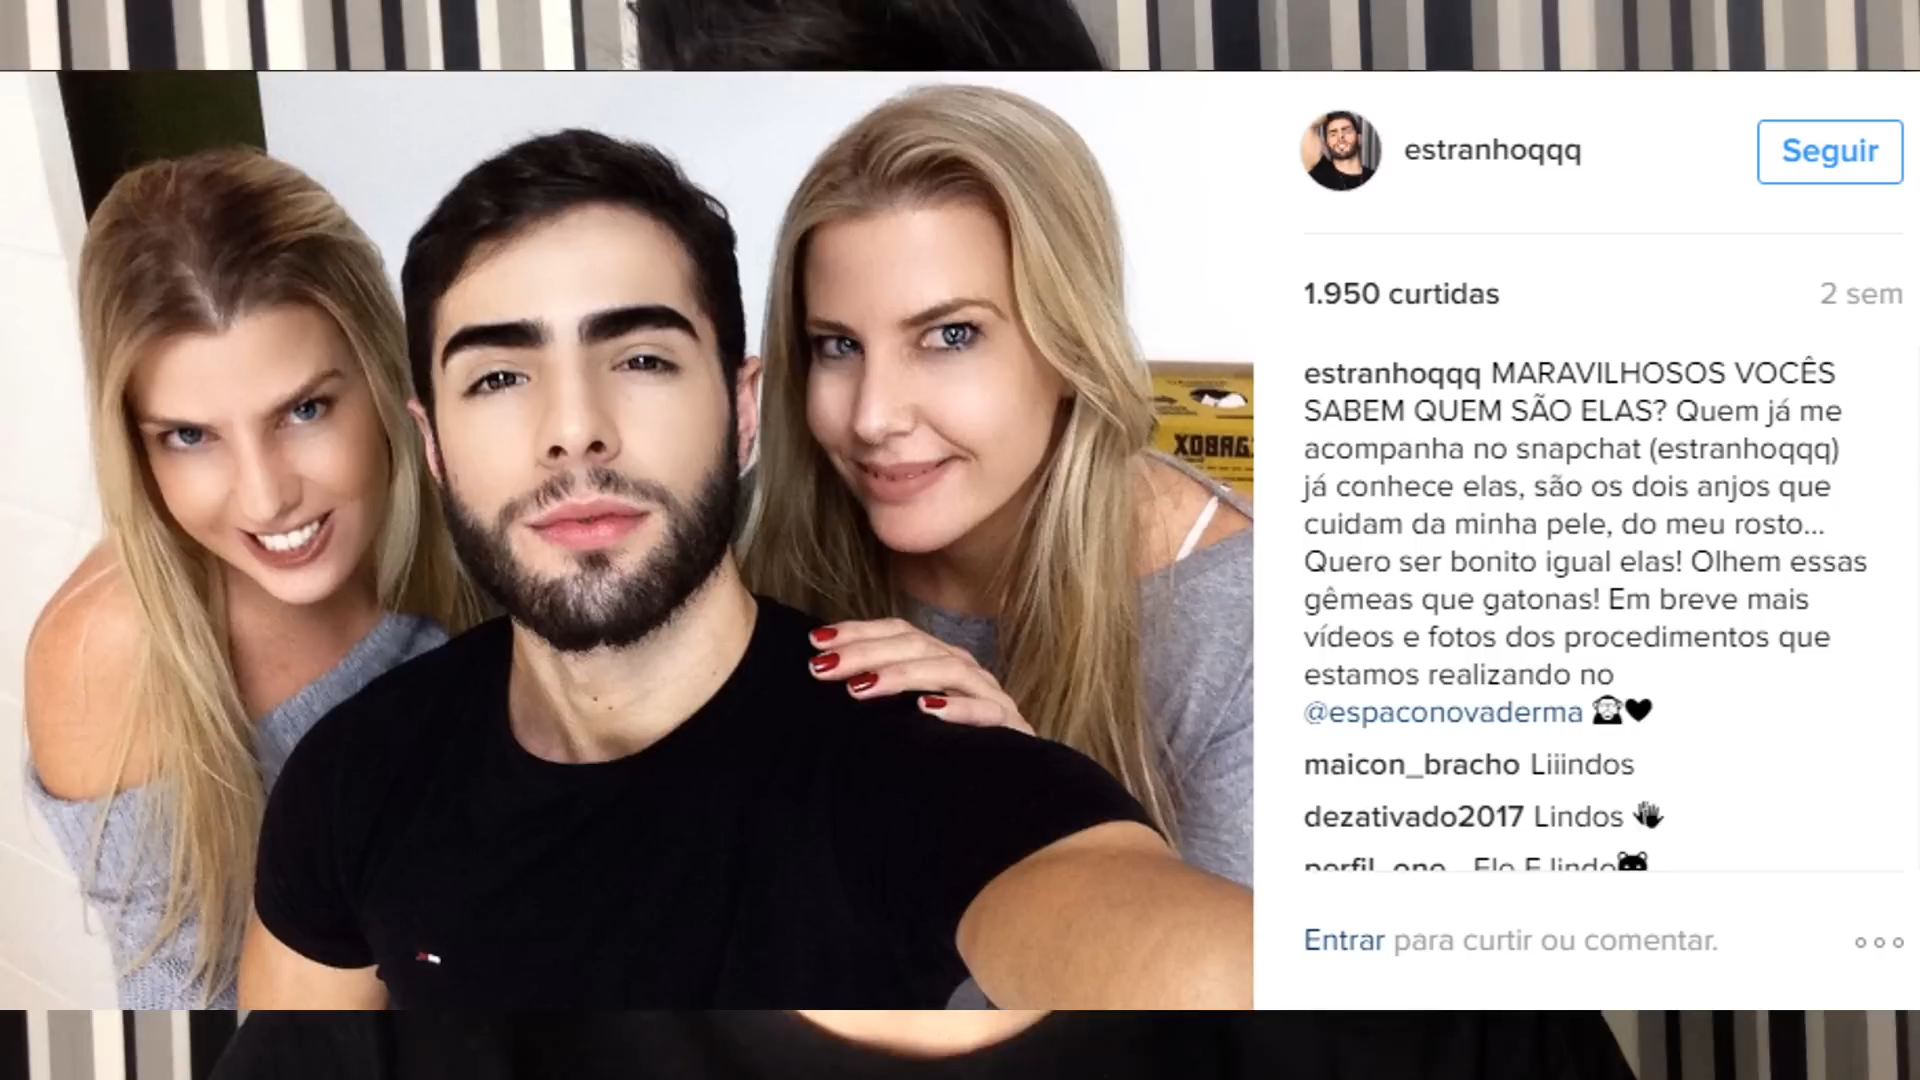 estranhoqqq
Seguir
1.950 curtidas
2 sem
estranhoqqq MARAVILHOSOS VOCÊS
SABEM QUEM SÃO ELAS? Quem já me
acompanha no snapchat (estranhoqqq)
já conhece elas, são os dois anjos que
cuidam da minha pele, do meu rosto...
Quero ser bonito igual elas! Olhem essas
gêmeas que gatonas! Em breve mais
vídeos e fotos dos procedimentos que
estamos realizando no
@espaconovaderma
maicon_bracho Liiindos
dezativado2017 Lindos
Ele E lindo
Entrar para curtir ou comentar.